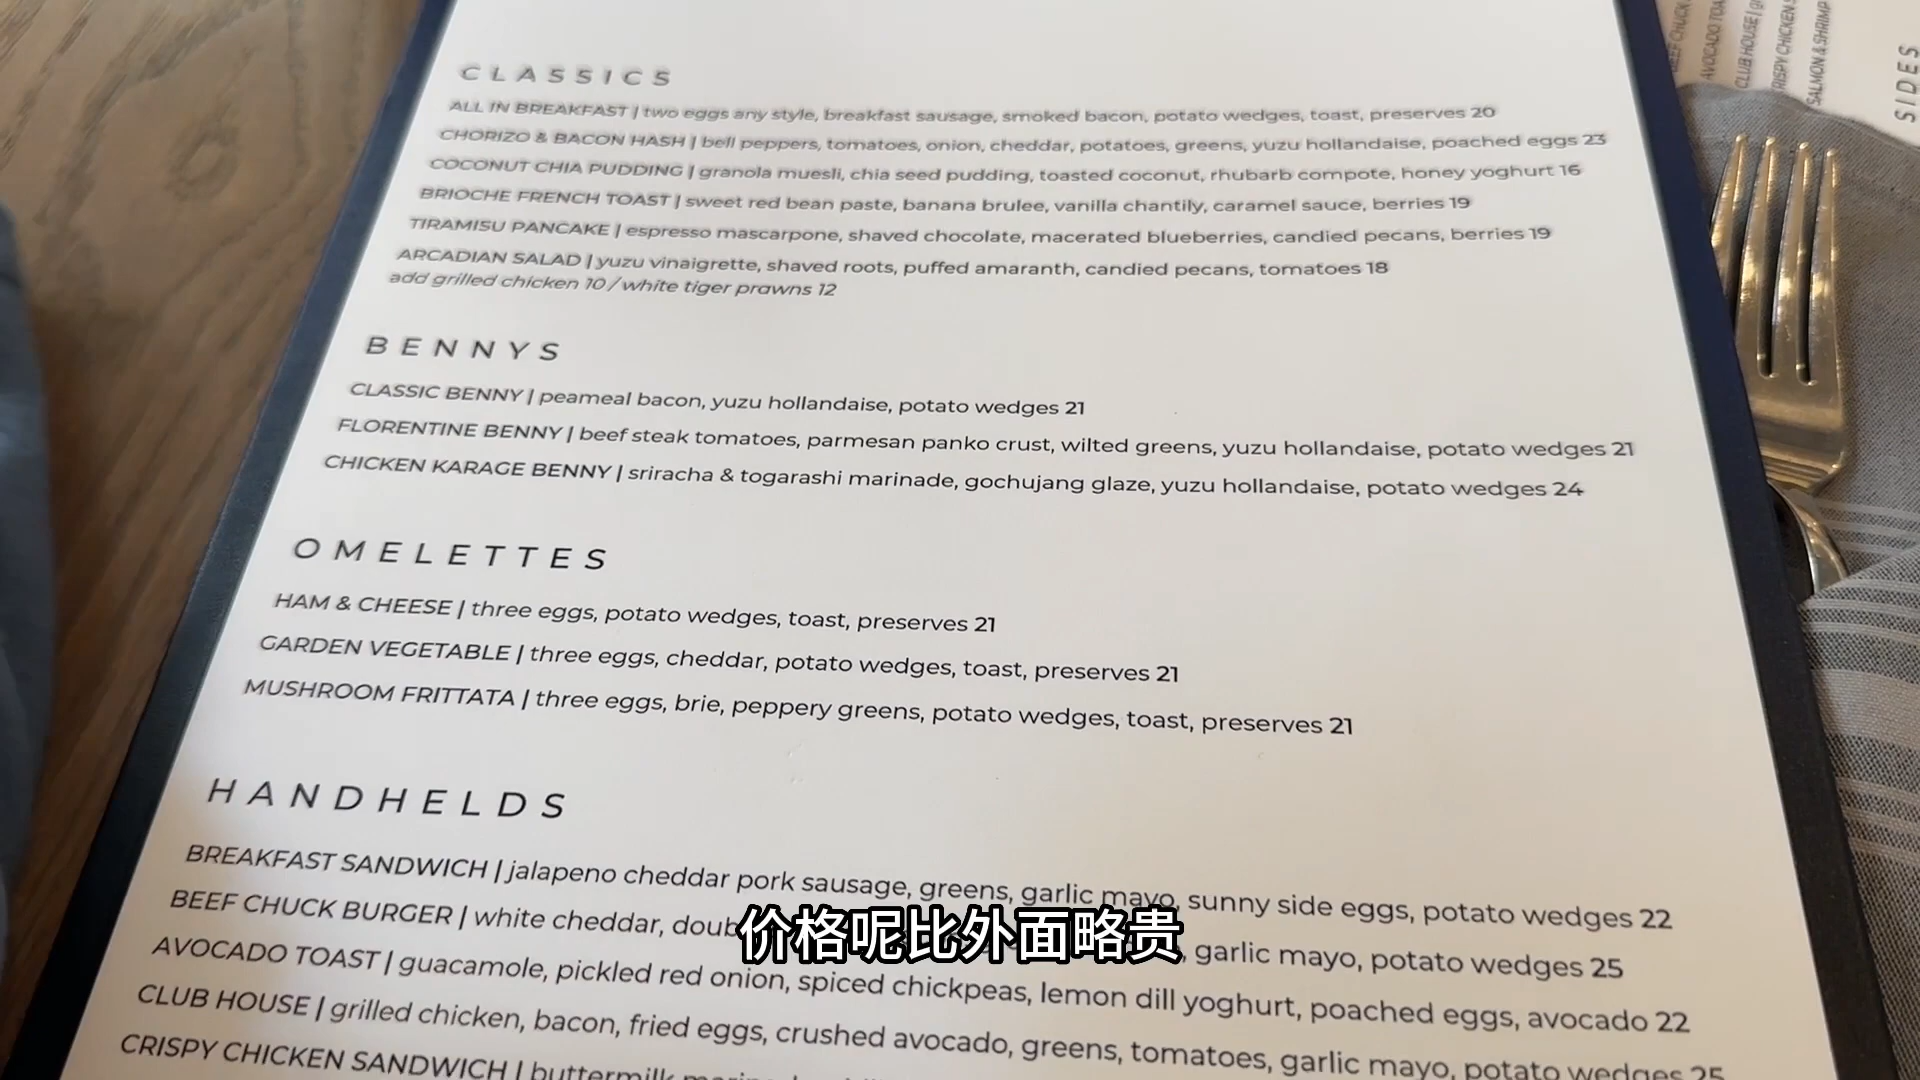 CLASSICS
ALL IN BREAKFAST | two eggs any style, breakfast sausage, smoked bacon, potato wedges, toast, preserves 20
CHORIZO & BACON HASH | bell peppers, tomatoes, onion, cheddar, potatoes, greens, yuzu hollandaise, poached eggs 23
COCONUT CHIA PUDDING | granola muesli, chia seed pudding, toasted coconut, rhubarb compote, honey yoghurt 16
BRIOCHE FRENCH TOAST | sweet red bean paste, banana brulee, vanilla chantily, caramel sauce, berries 19
TIRAMISU PANCAKE | espresso mascarpone, shaved chocolate, macerated blueberries, candied pecans, berries 19
ARCADIAN SALAD | yuzu vinaigrette, shaved roots, puffed amaranth, candied pecans, tomatoes 18
add grilled chicken 10 / white tiger prawns 12
BENNYS
CLASSIC BENNY | peameal bacon, yuzu hollandaise, potato wedges 21
FLORENTINE BENNY | beef steak tomatoes, parmesan panko crust, wilted greens, yuzu hollandaise, potato wedges 21
CHICKEN KARAGE BENNY | sriracha & togarashi marinade, gochujang glaze, yuzu hollandaise, potato wedges 24
OMELETTES
HAM & CHEESE | three eggs, potato wedges, toast, preserves 21
GARDEN VEGETABLE | three eggs, cheddar, potato wedges, toast, preserves 21
MUSHROOM FRITTATA | three eggs, brie, peppery greens, potato wedges, toast, preserves 21
HANDHELDS
BREAKFAST SANDWICH | jalapeno cheddar pork sausage, greens, garlic mayo, sunny side eggs, potato wedges 22
BEEF CHUCK BURGER | white cheddar, garlic mayo, potato wedges 25
AVOCADO TOAST | guacamole, pickled red onion, spiced chickpeas, lemon dill yoghurt, poached eggs, avocado 22
CLUB HOUSE | grilled chicken, bacon, fried eggs, crushed avocado, greens, tomatoes, garlic mayo, potato wedges 25
CRISPY CHICKEN SANDWICH | buttermilk
价格呢比外面略贵
AVOCADO
CLUB HOUSE |
CHICKEN
SALMON & SHRIMP
SIDES